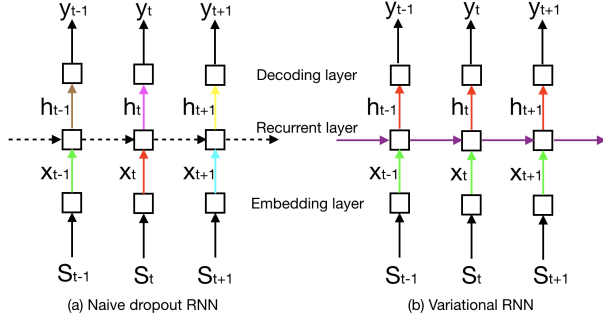 yt-1 yt yt+1 yt-1 yt yt+1
Decoding layer
ht-1 ht ht+1 ht-1 ht ht+1
Recurrent layer
xt-1 xt xt+1 xt-1 xt xt+1
Embedding layer
St-1 St St+1 St-1 St St+1
(a) Naive dropout RNN (b) Variational RNN